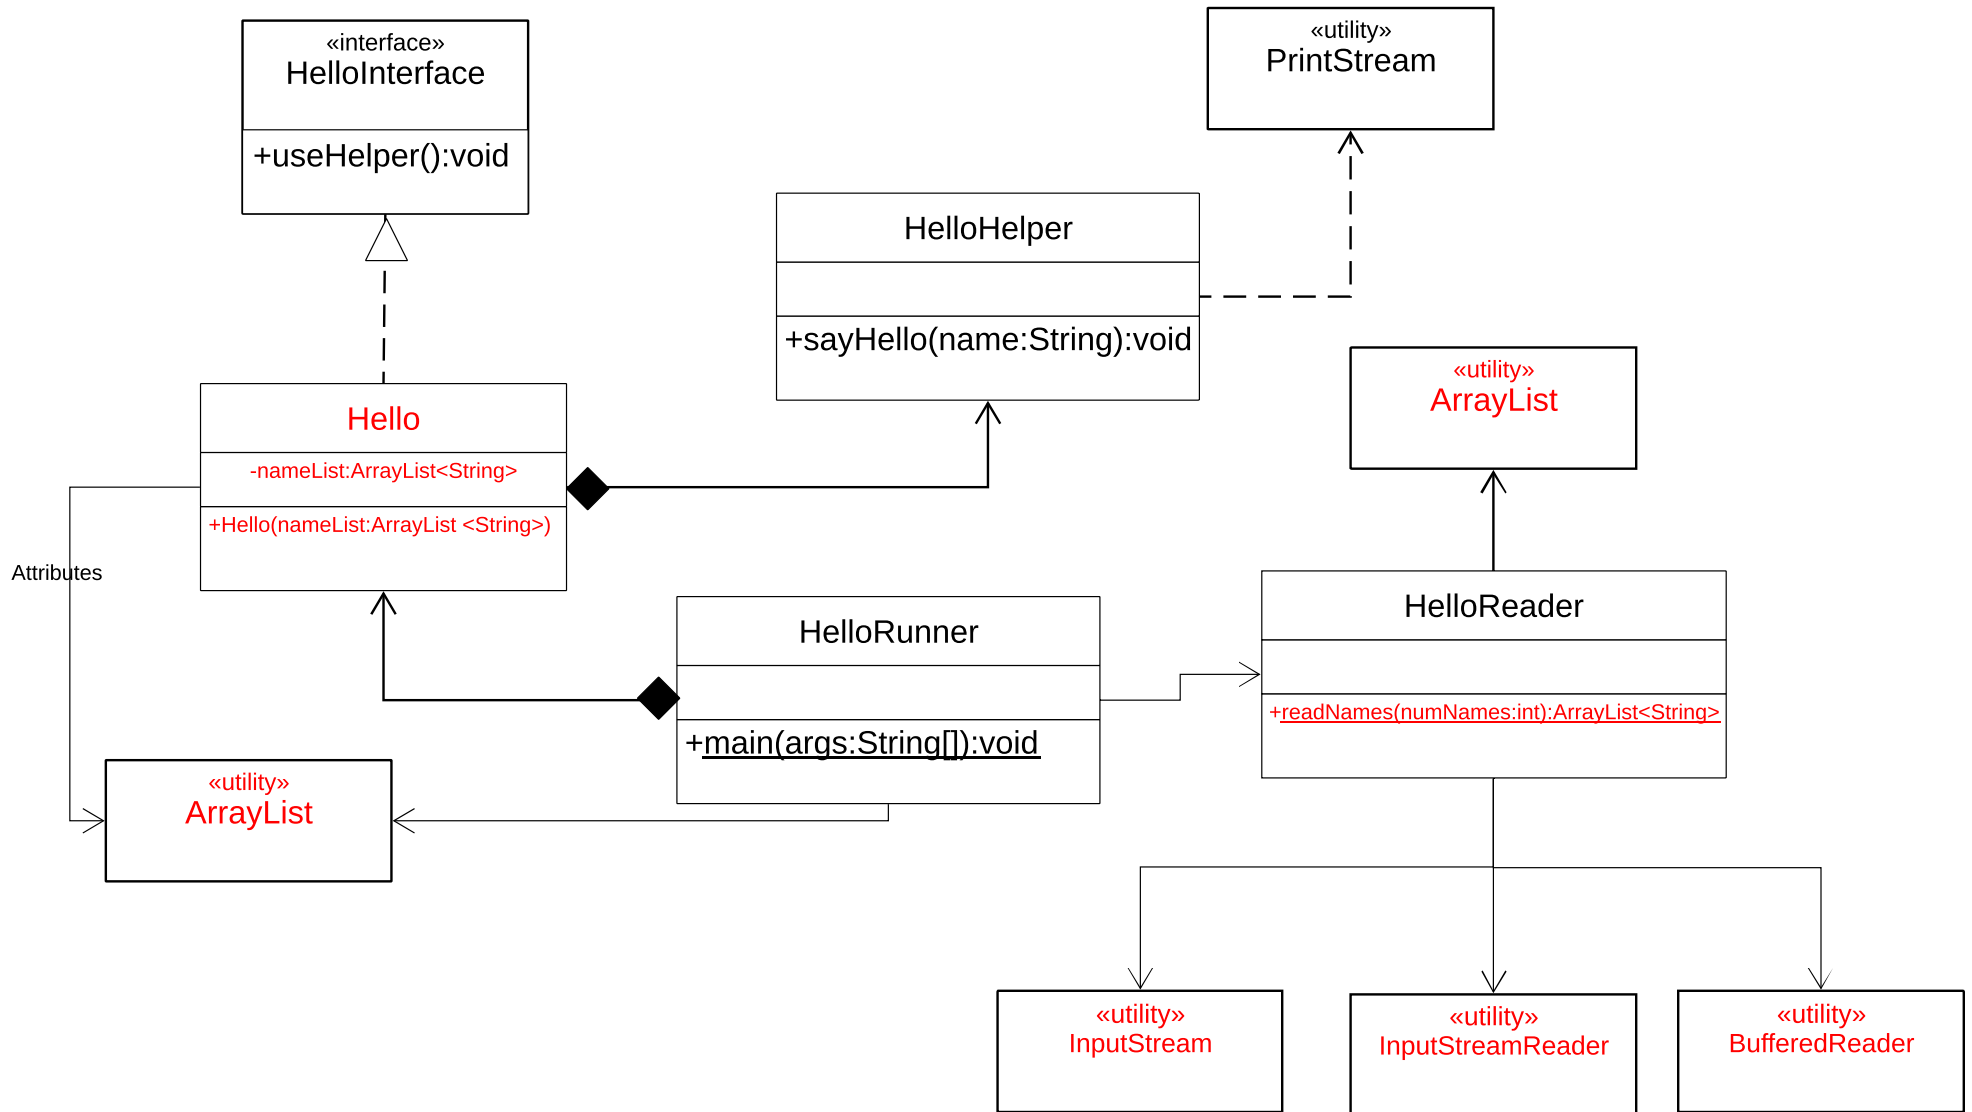 «interface»
HelloInterface
+useHelper():void
«utility»
PrintStream
HelloHelper
+sayHello(name:String):void
«utility»
ArrayList
Hello
-nameList:ArrayList<String>
+Hello(nameList:ArrayList <String>)
Attributes
HelloRunner
+main(args:String[]):void
HelloReader
+readNames(numNames:int):ArrayList<String>
«utility»
ArrayList
«utility»
InputStream
«utility»
InputStreamReader
«utility»
BufferedReader